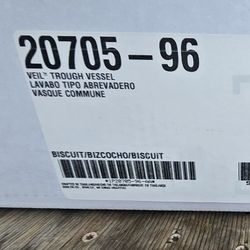 20705-96
VEIL™ TROUGH VESSEL
LAVABO TIPO ABREVADERO
VASQUE COMMUNE
BISCUIT/BIZCOCHO/BISCUIT